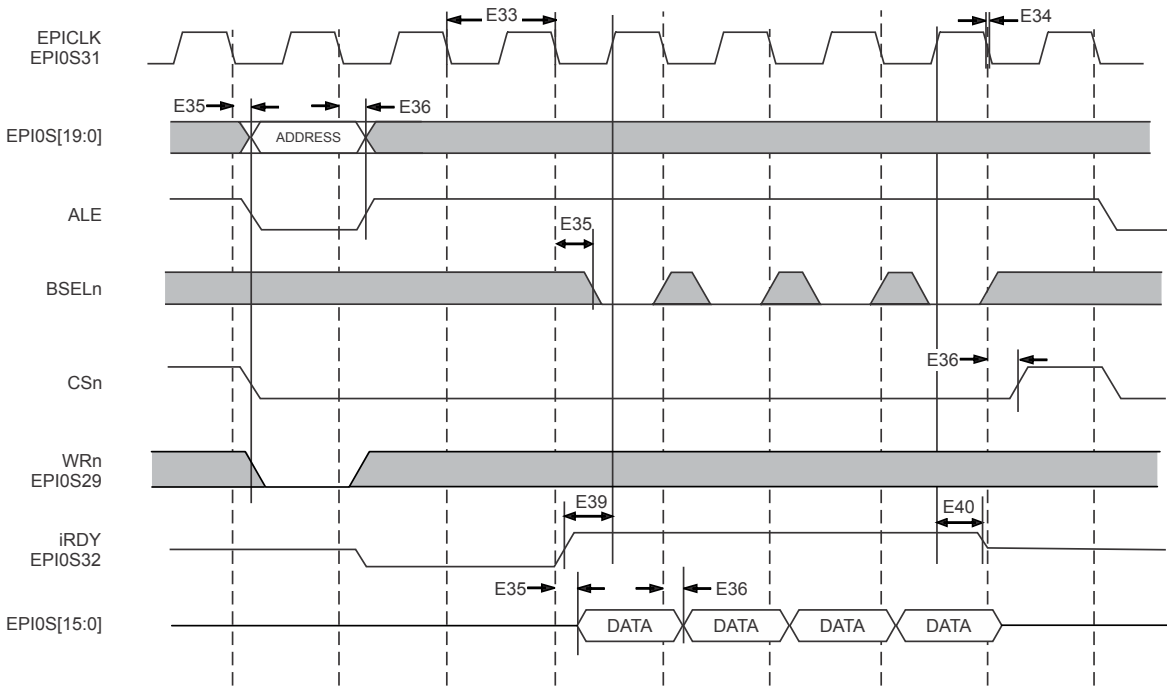 E33
E34
EPICLK
EPI0S31
E35
E36
EPI0S[19:0]
ADDRESS
ALE
E35
BSELn
E36
CSn
WRn
EPI0S29
E39
E40
iRDY
EPI0S32
E35
E36
EPI0S[15:0]
DATA
DATA
DATA
DATA